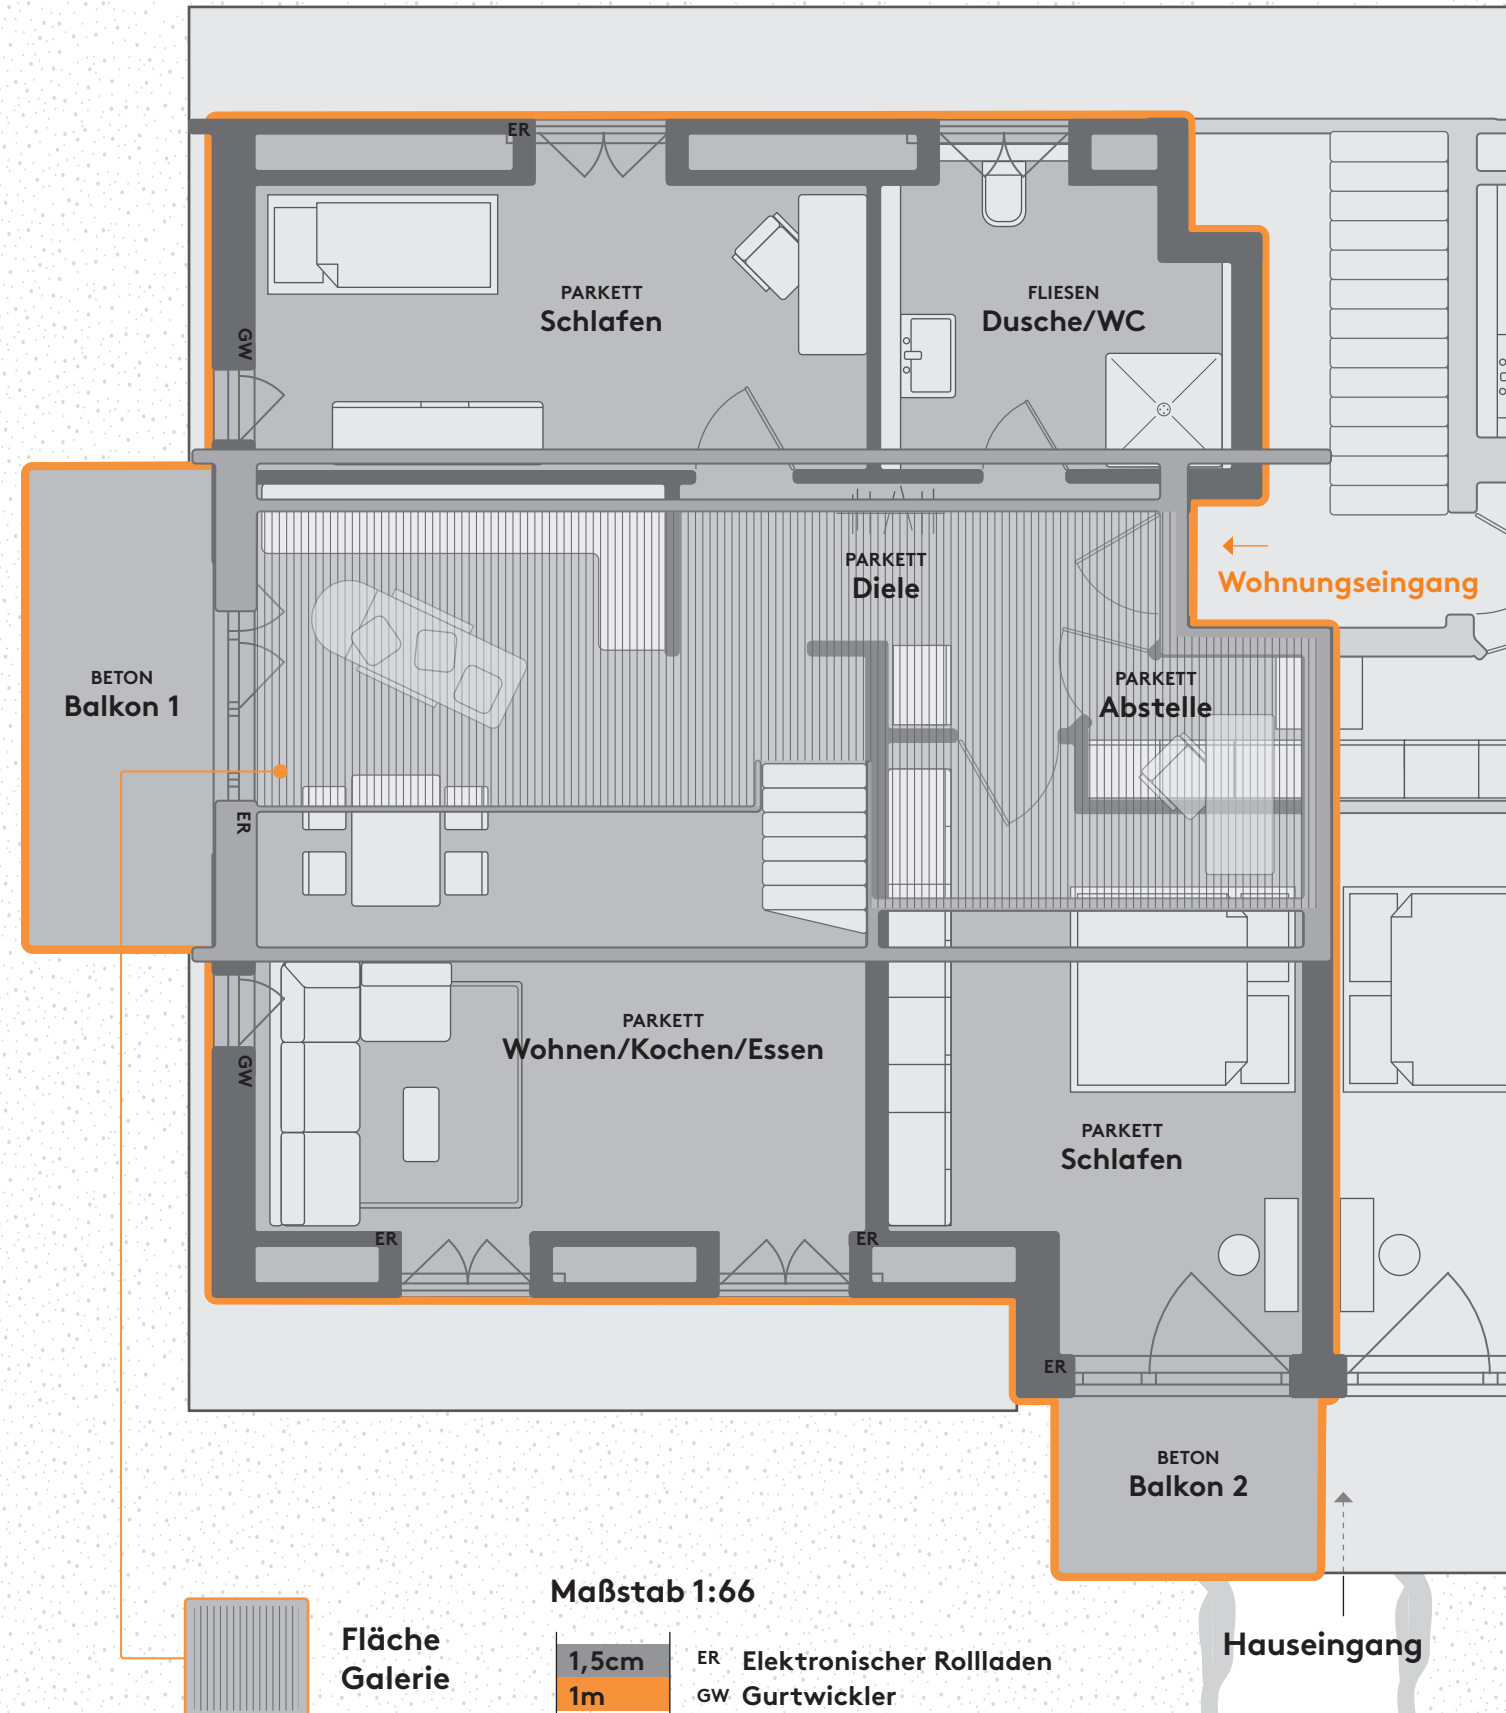 ER
PARKETT
Schlafen
FLIESEN
Dusche/WC
GW
PARKETT
Diele
Wohnungseingang
BETON
Balkon 1
PARKETT
Abstelle
ER
PARKETT
Wohnen/Kochen/Essen
GW
PARKETT
Schlafen
ER
ER
ER
BETON
Balkon 2
Maßstab 1:66
Fläche
Galerie
1,5cm
1m
ER Elektronischer Rollladen
GW Gurtwickler
Hauseingang